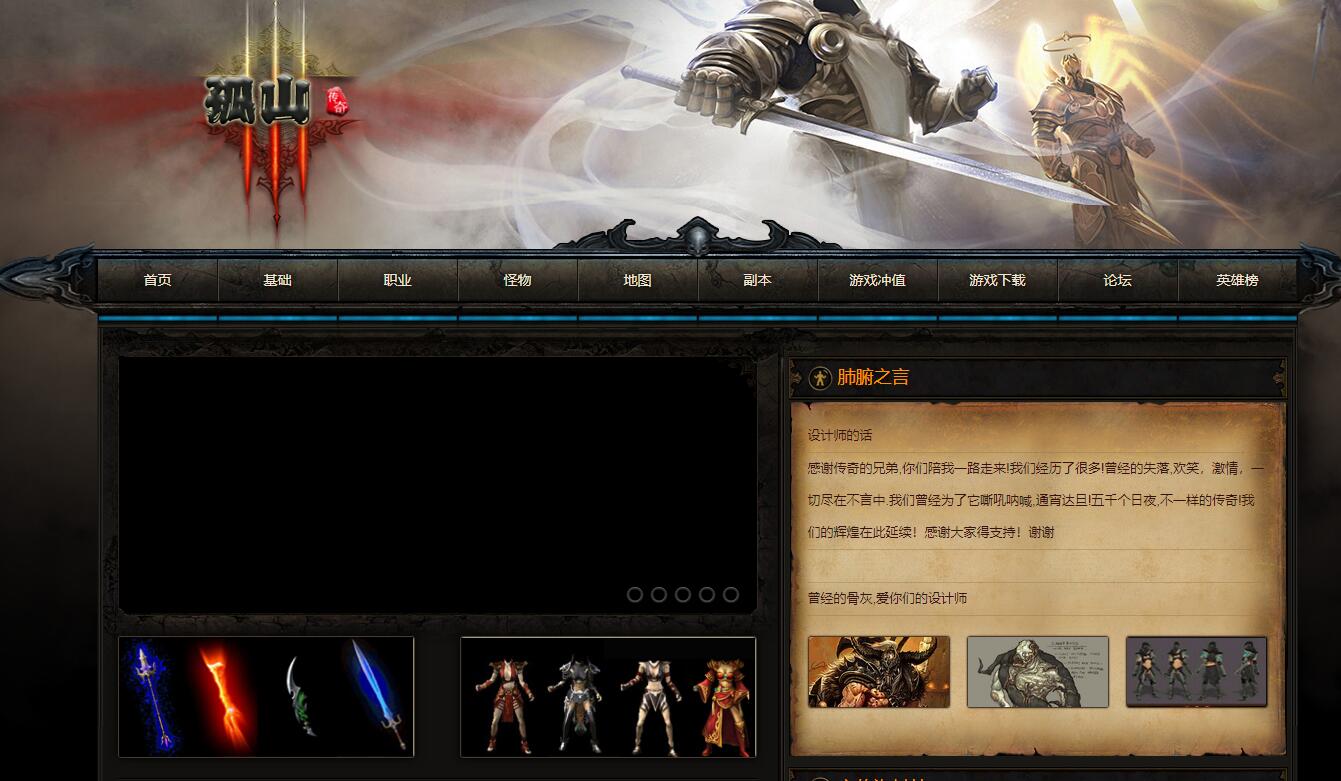 孤山
传奇
首页 基础 职业 怪物 地图 副本 游戏冲值 游戏下载 论坛 英雄榜
肺腑之言
设计师的话
感谢传奇的兄弟,你们陪我一路走来!我们经历了很多!曾经的失落,欢笑，激情，一
切尽在不言中.我们曾经为了它嘶吼呐喊,通宵达旦!五千个日夜,不一样的传奇!我
们的辉煌在此延续！感谢大家得支持！谢谢
曾经的骨灰,爱你们的设计师